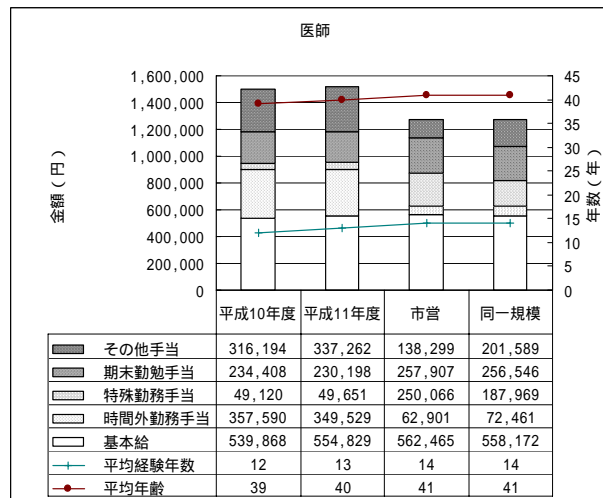 医師
1,600,000
1,400,000
1,200,000
1,000,000
800,000
600,000
400,000
200,000
0
金額（円）
45
40
35
30
25
20
15
10
5
0
年数（年）
平成10年度 平成11年度 市営 同一規模
その他手当 316,194 337,262 138,299 201,589
期末勤勉手当 234,408 230,198 257,907 256,546
特殊勤務手当 49,120 49,651 250,066 187,969
時間外勤務手当 357,590 349,529 62,901 72,461
基本給 539,868 554,829 562,465 558,172
平均経験年数 12 13 14 14
平均年齢 39 40 41 41